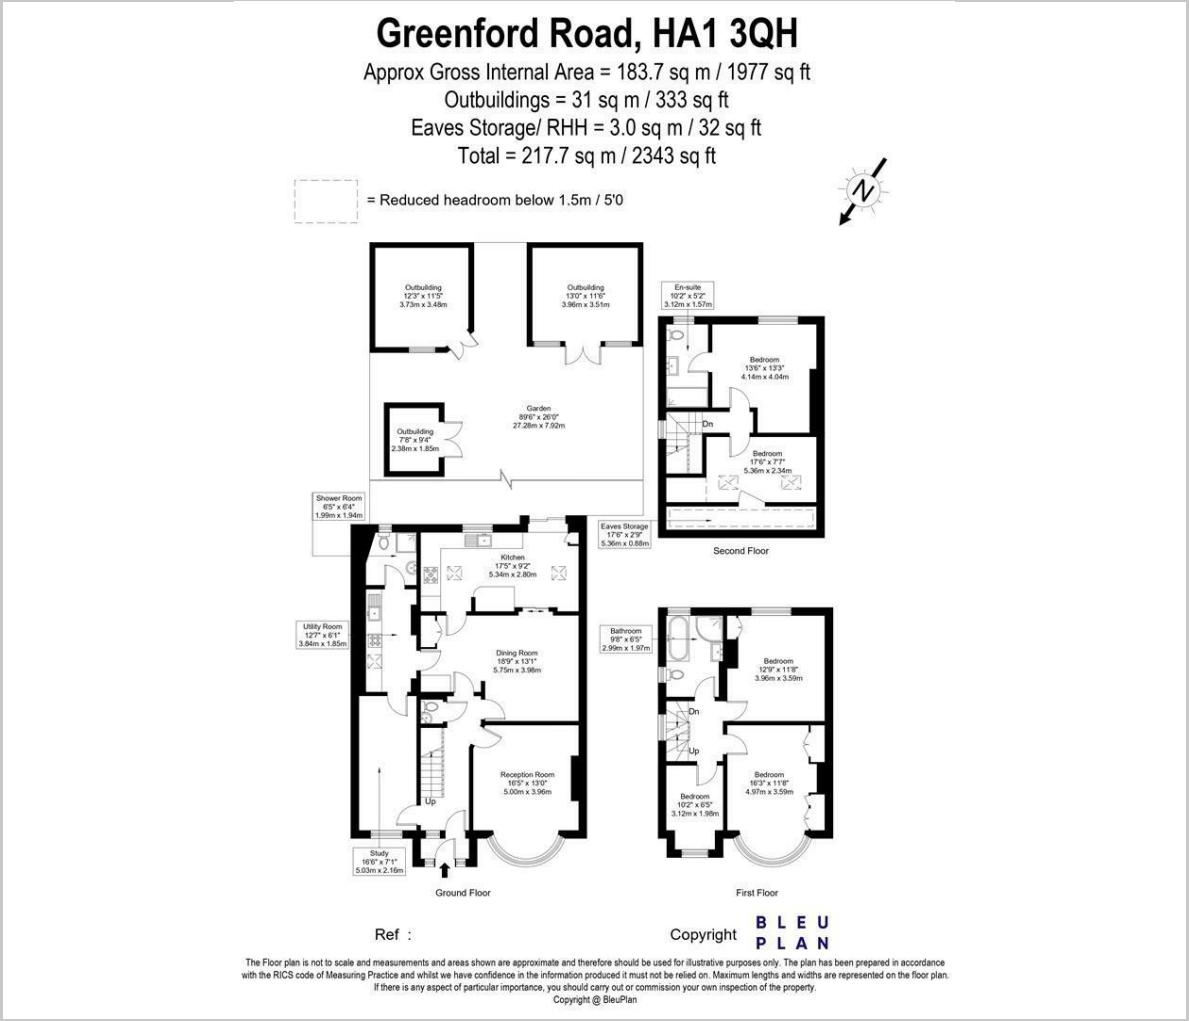 Greenford Road, HA1 3QH
Approx Gross Internal Area = 183.7 sq m / 1977 sq ft
Outbuildings = 31 sq m / 333 sq ft
Eaves Storage/ RHH = 3.0 sq m / 32 sq ft
Total = 217.7 sq m / 2343 sq ft
= Reduced headroom below 1.5m / 5'0
N
Outbuilding
12'3" x 11'5"
3.73m x 3.48m
Outbuilding
13'0" x 11'6"
3.96m x 3.51m
Garden
89'6" x 26'0"
27.28m x 7.92m
Outbuilding
7'8" x 9'4"
2.38m x 1.85m
Shower Room
6'5" x 6'4"
1.99m x 1.94m
Kitchen
17'5" x 9'2"
5.34m x 2.80m
Utility Room
12'7" x 6'1"
3.84m x 1.85m
Dining Room
18'9" x 13'1"
5.75m x 3.98m
Reception Room
16'5" x 13'0"
5.00m x 3.96m
Up
Study
16'6" x 7'1"
5.03m x 2.16m
Ground Floor
En-suite
10'2" x 5'2"
3.12m x 1.57m
Bedroom
13'6" x 13'3"
4.14m x 4.04m
Dn
Bedroom
17'6" x 7'7"
5.36m x 2.34m
Eaves Storage
17'6" x 2'9"
5.36m x 0.88m
Second Floor
Bathroom
9'8" x 6'5"
2.99m x 1.97m
Bedroom
12'9" x 11'8"
3.96m x 3.59m
Dn
Up
Bedroom
16'3" x 11'8"
4.97m x 3.59m
Bedroom
10'2" x 6'5"
3.12m x 1.98m
First Floor
Ref :
Copyright
BLEU
PLAN
The Floor plan is not to scale and measurements and areas shown are approximate and therefore should be used for illustrative purposes only. The plan has been prepared in accordance
with the RICS code of Measuring Practice and whilst we have confidence in the information produced it must not be relied on. Maximum lengths and widths are represented on the floor plan.
If there is any aspect of particular importance, you should carry out or commission your own inspection of the property.
Copyright @ BleuPlan